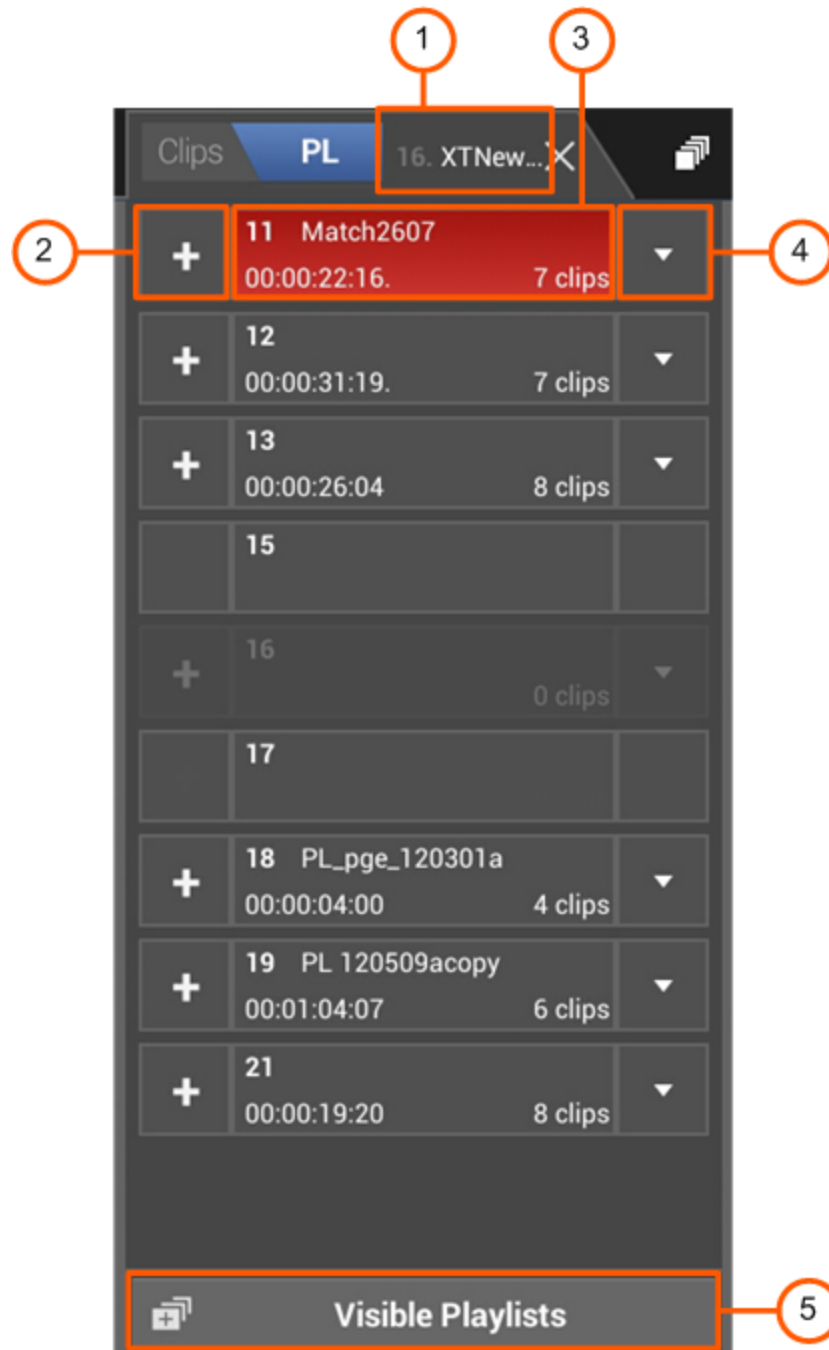 1 3
Clips PL 16. XTNew...
11 Match2607
2 4
00:00:22:16. 7 clips
12
00:00:31:19. 7 clips
13
00:00:26:04 8 clips
15
16
0 clips
17
18 PL_pge_120301a
00:00:04:00 4 clips
19 PL 120509acopy
00:01:04:07 6 clips
21
00:00:19:20 8 clips
Visible Playlists 5